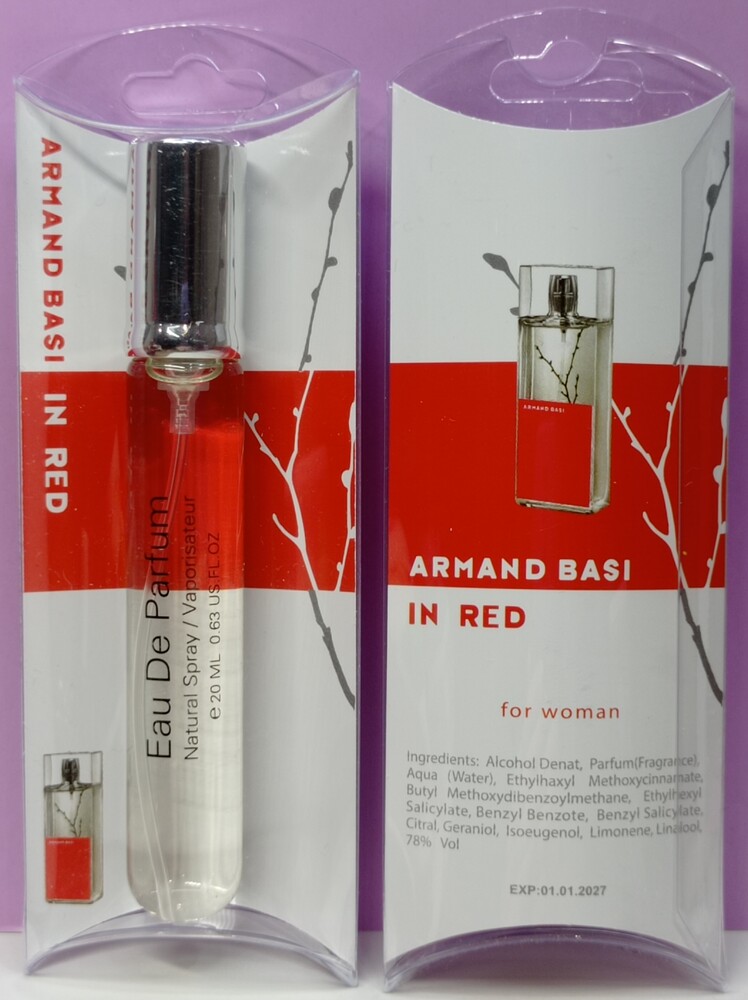 ARMAND BASI IN RED
Eau De Parfum
Natural Spray / Vaporisateur
e 20 ML 0.63 US FL.OZ
ARMAND BASI
ARMAND BASI
ARMAND BASI
IN RED
for woman
Ingredients: Alcohol Denat, Parfum(Fragrance),
Aqua (Water), Ethylhaxyl Methoxycinnamate,
Butyl Methoxydibenzoylmethane, Ethylhexyl
Salicylate, Benzyl Benzote, Benzyl Salicylate,
Citral, Geraniol, Isoeugenol, Limonene, Linalool,
78% Vol
EXP:01.01.2027